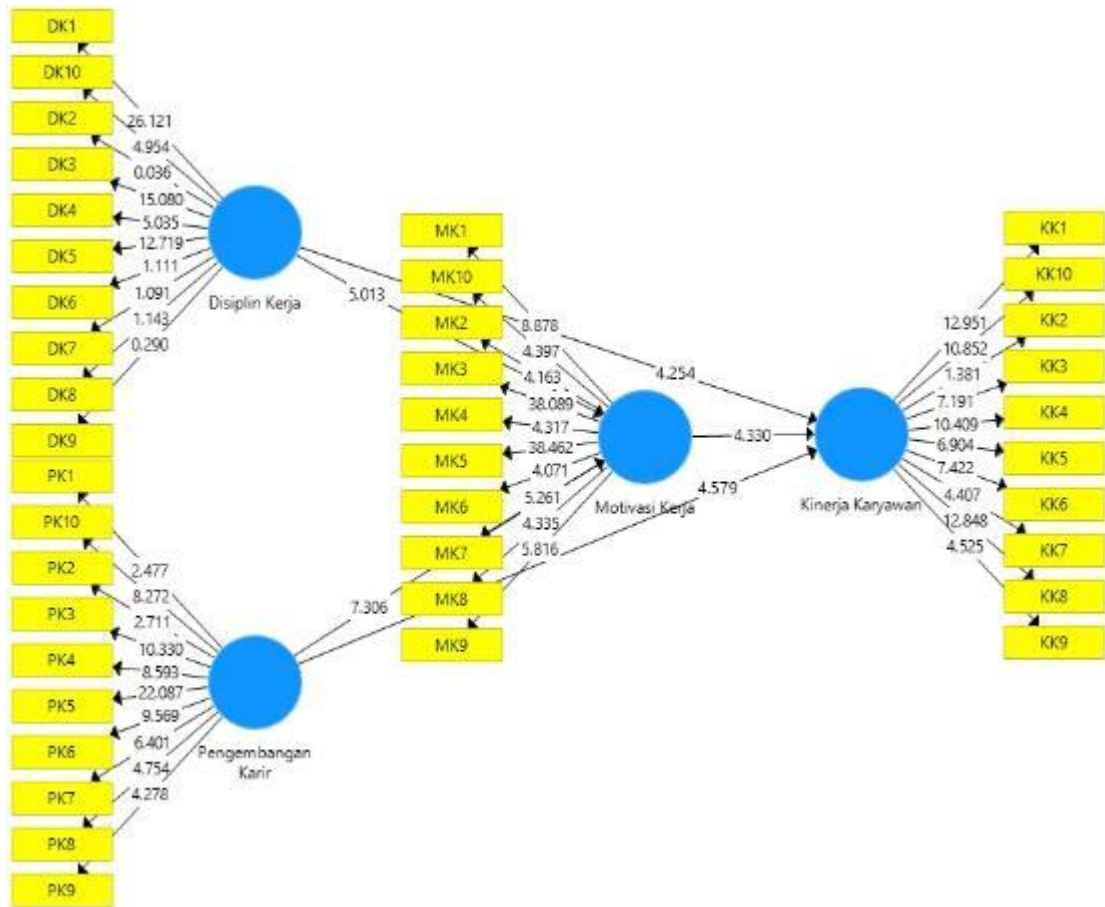 DK1
DK10
DK2
DK3
DK4
DK5
DK6
DK7
DK8
DK9
26.121
4.954
0.036
15.080
5.035
12.719
1.111
1.091
1.143
0.290
Disiplin Kerja
PK1
PK10
PK2
PK3
PK4
PK5
PK6
PK7
PK8
PK9
2.477
8.272
2.711
10.330
8.593
22.087
9.569
6.401
4.754
4.278
Pengembangan
Karir
5.013
7.306
MK1
MK10
MK2
MK3
MK4
MK5
MK6
MK7
MK8
MK9
8.878
4.397
4.163
38.089
4.317
38.462
4.071
5.261
4.335
5.816
Motivasi Kerja
4.254
4.330
4.579
Kinerja Karyawan
12.951
10.852
1.381
7.191
10.409
6.904
7.422
4.407
12.848
4.525
KK1
KK10
KK2
KK3
KK4
KK5
KK6
KK7
KK8
KK9